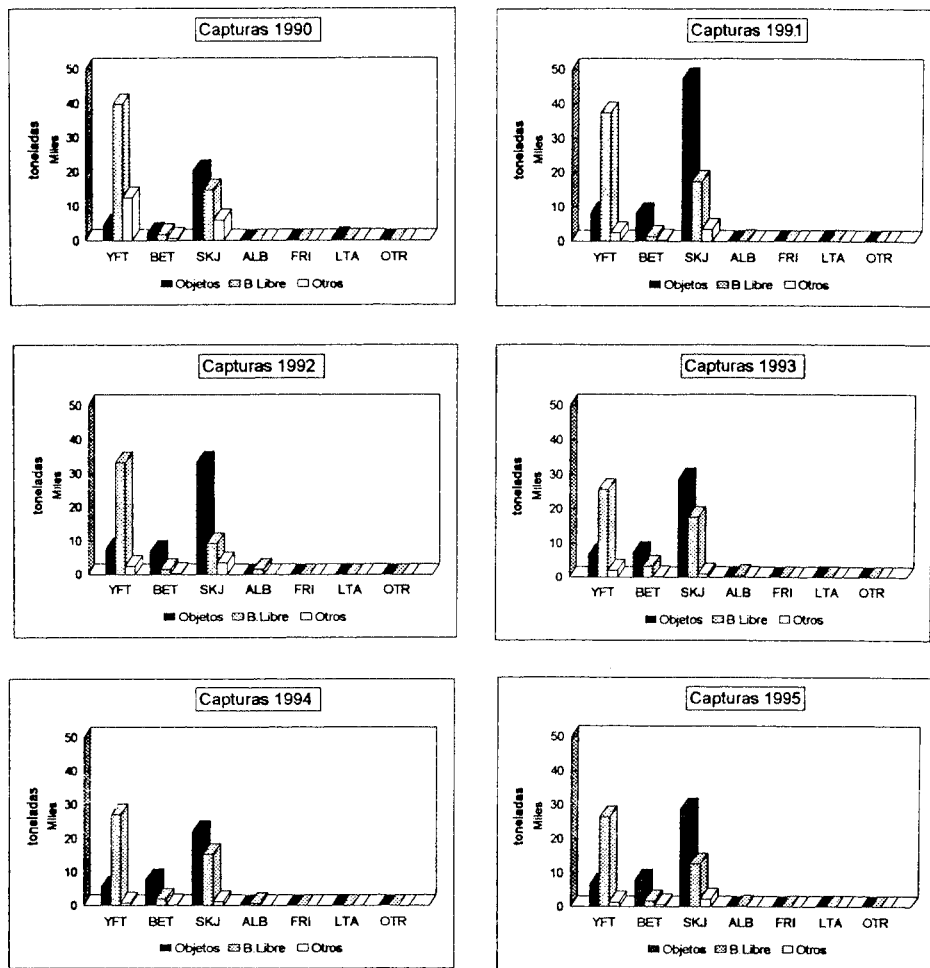 Capturas 1990
toneladas
Miles
50
40
30
20
10
0
YFT BET SKJ ALB FRI LTA OTR
Objetos B.Libre Otros
Capturas 1991
toneladas
Miles
50
40
30
20
10
0
YFT BET SKJ ALB FRI LTA OTR
Objetos B.Libre Otros
Capturas 1992
toneladas
Miles
50
40
30
20
10
0
YFT BET SKJ ALB FRI LTA OTR
Objetos B.Libre Otros
Capturas 1993
toneladas
Miles
50
40
30
20
10
0
YFT BET SKJ ALB FRI LTA OTR
Objetos B.Libre Otros
Capturas 1994
toneladas
Miles
50
40
30
20
10
0
YFT BET SKJ ALB FRI LTA OTR
Objetos B.Libre Otros
Capturas 1995
toneladas
Miles
50
40
30
20
10
0
YFT BET SKJ ALB FRI LTA OTR
Objetos B.Libre Otros